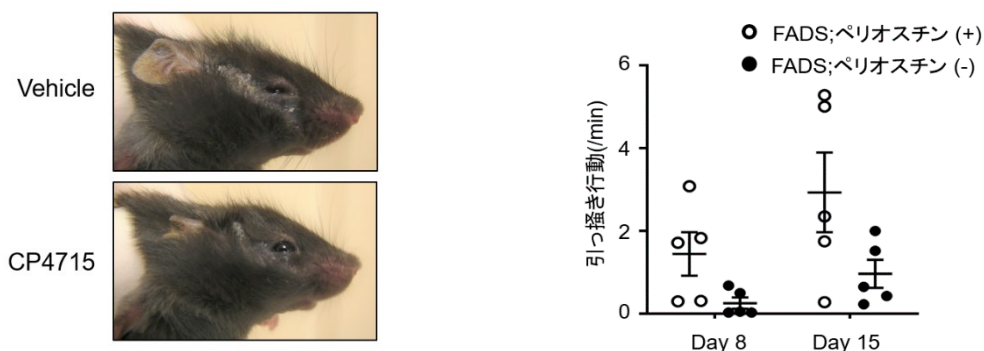 Vehicle
CP4715
FADS;ペリオスチン (+)
FADS;ペリオスチン (-)
引っ掻き行動(/min)
6
4
2
0
Day 8
Day 15